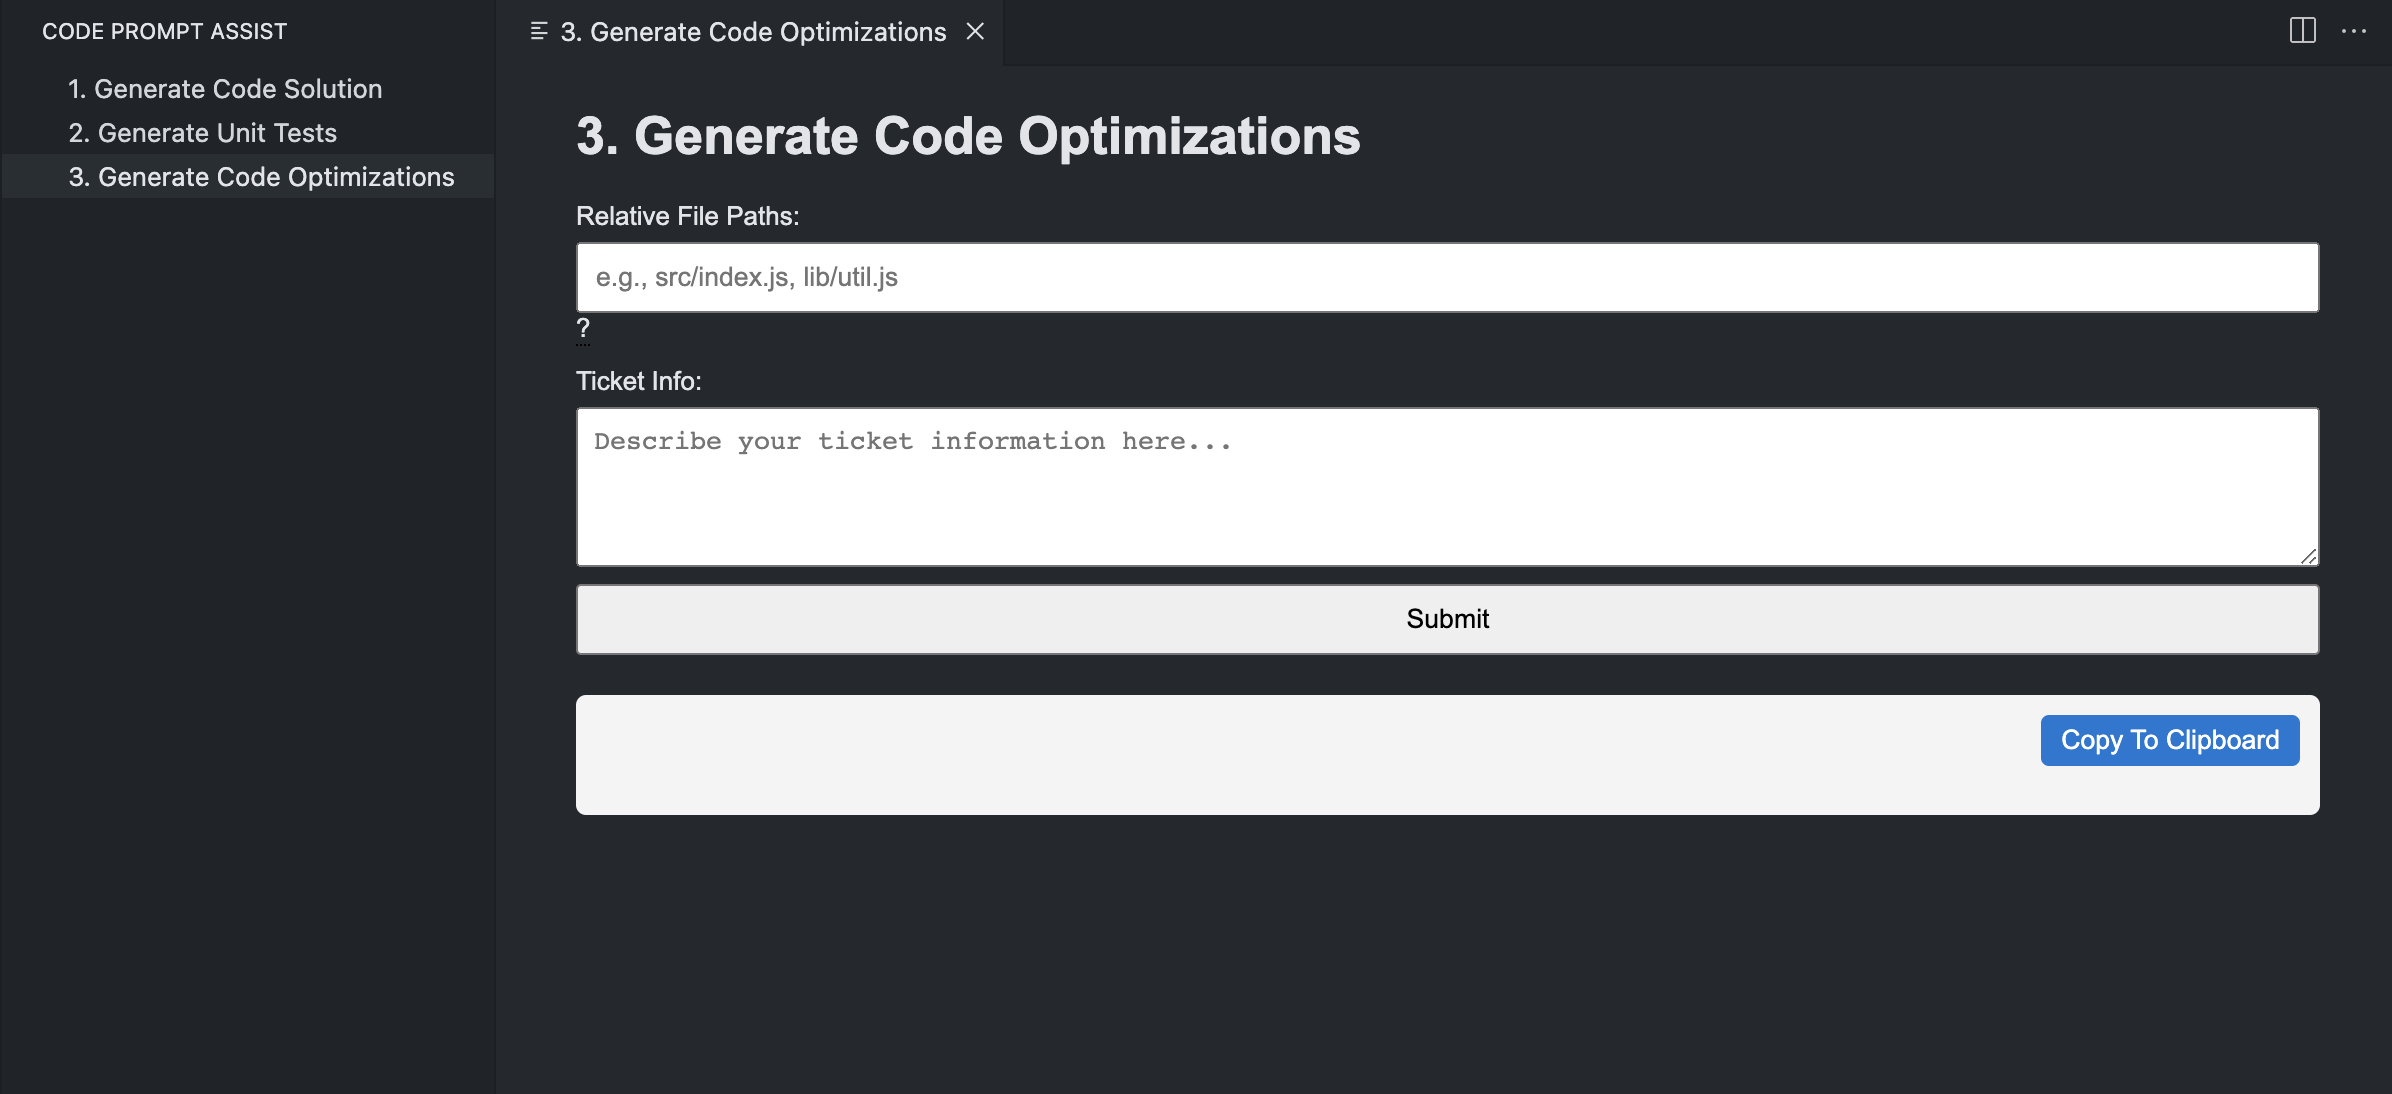 CODE PROMPT ASSIST
1. Generate Code Solution
2. Generate Unit Tests
3. Generate Code Optimizations
3. Generate Code Optimizations
3. Generate Code Optimizations
Relative File Paths:
e.g., src/index.js, lib/util.js
?
Ticket Info:
Describe your ticket information here...
Submit
Copy To Clipboard